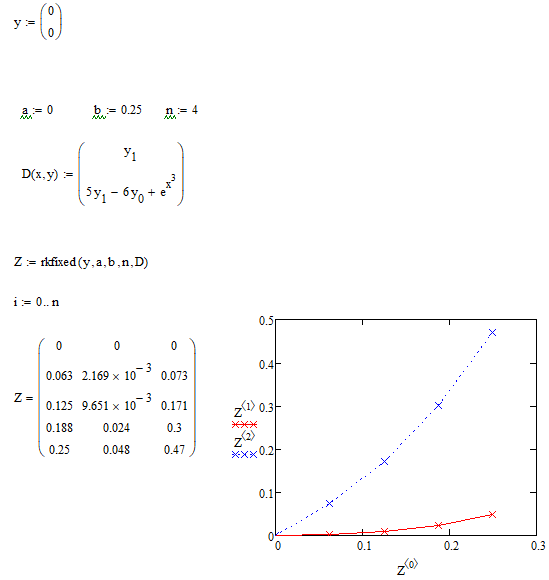 y := ( 0
0 )
a := 0 b := 0.25 n := 4
D(x,y) := ( y₁
5y₁ − 6y₀ + e^x^3 )
Z := rkfixed(y,a,b,n,D)
i := 0.. n
Z = ( 0 0 0
0.063 2.169 × 10^−3 0.073
0.125 9.651 × 10^−3 0.171
0.188 0.024 0.3
0.25 0.048 0.47 )
Z^⟨1⟩
Z^⟨2⟩
0.5
0.4
0.3
0.2
0.1
0
0 0.1 0.2 0.3
Z^⟨0⟩